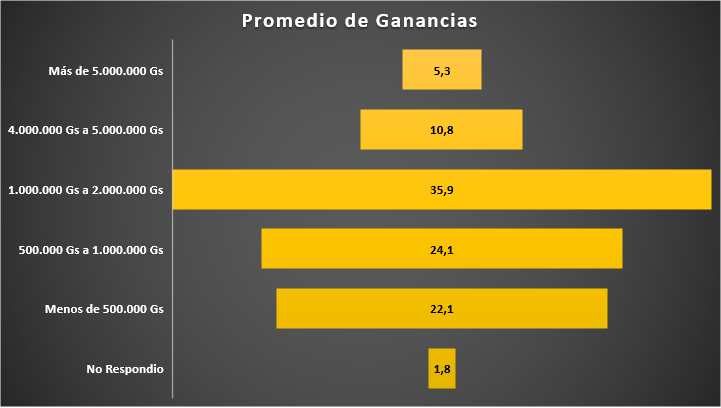 Promedio de Ganancias
Más de 5.000.000 Gs
5,3
4.000.000 Gs a 5.000.000 Gs
10,8
1.000.000 Gs a 2.000.000 Gs
35,9
500.000 Gs a 1.000.000 Gs
24,1
Menos de 500.000 Gs
22,1
No Respondio
1,8